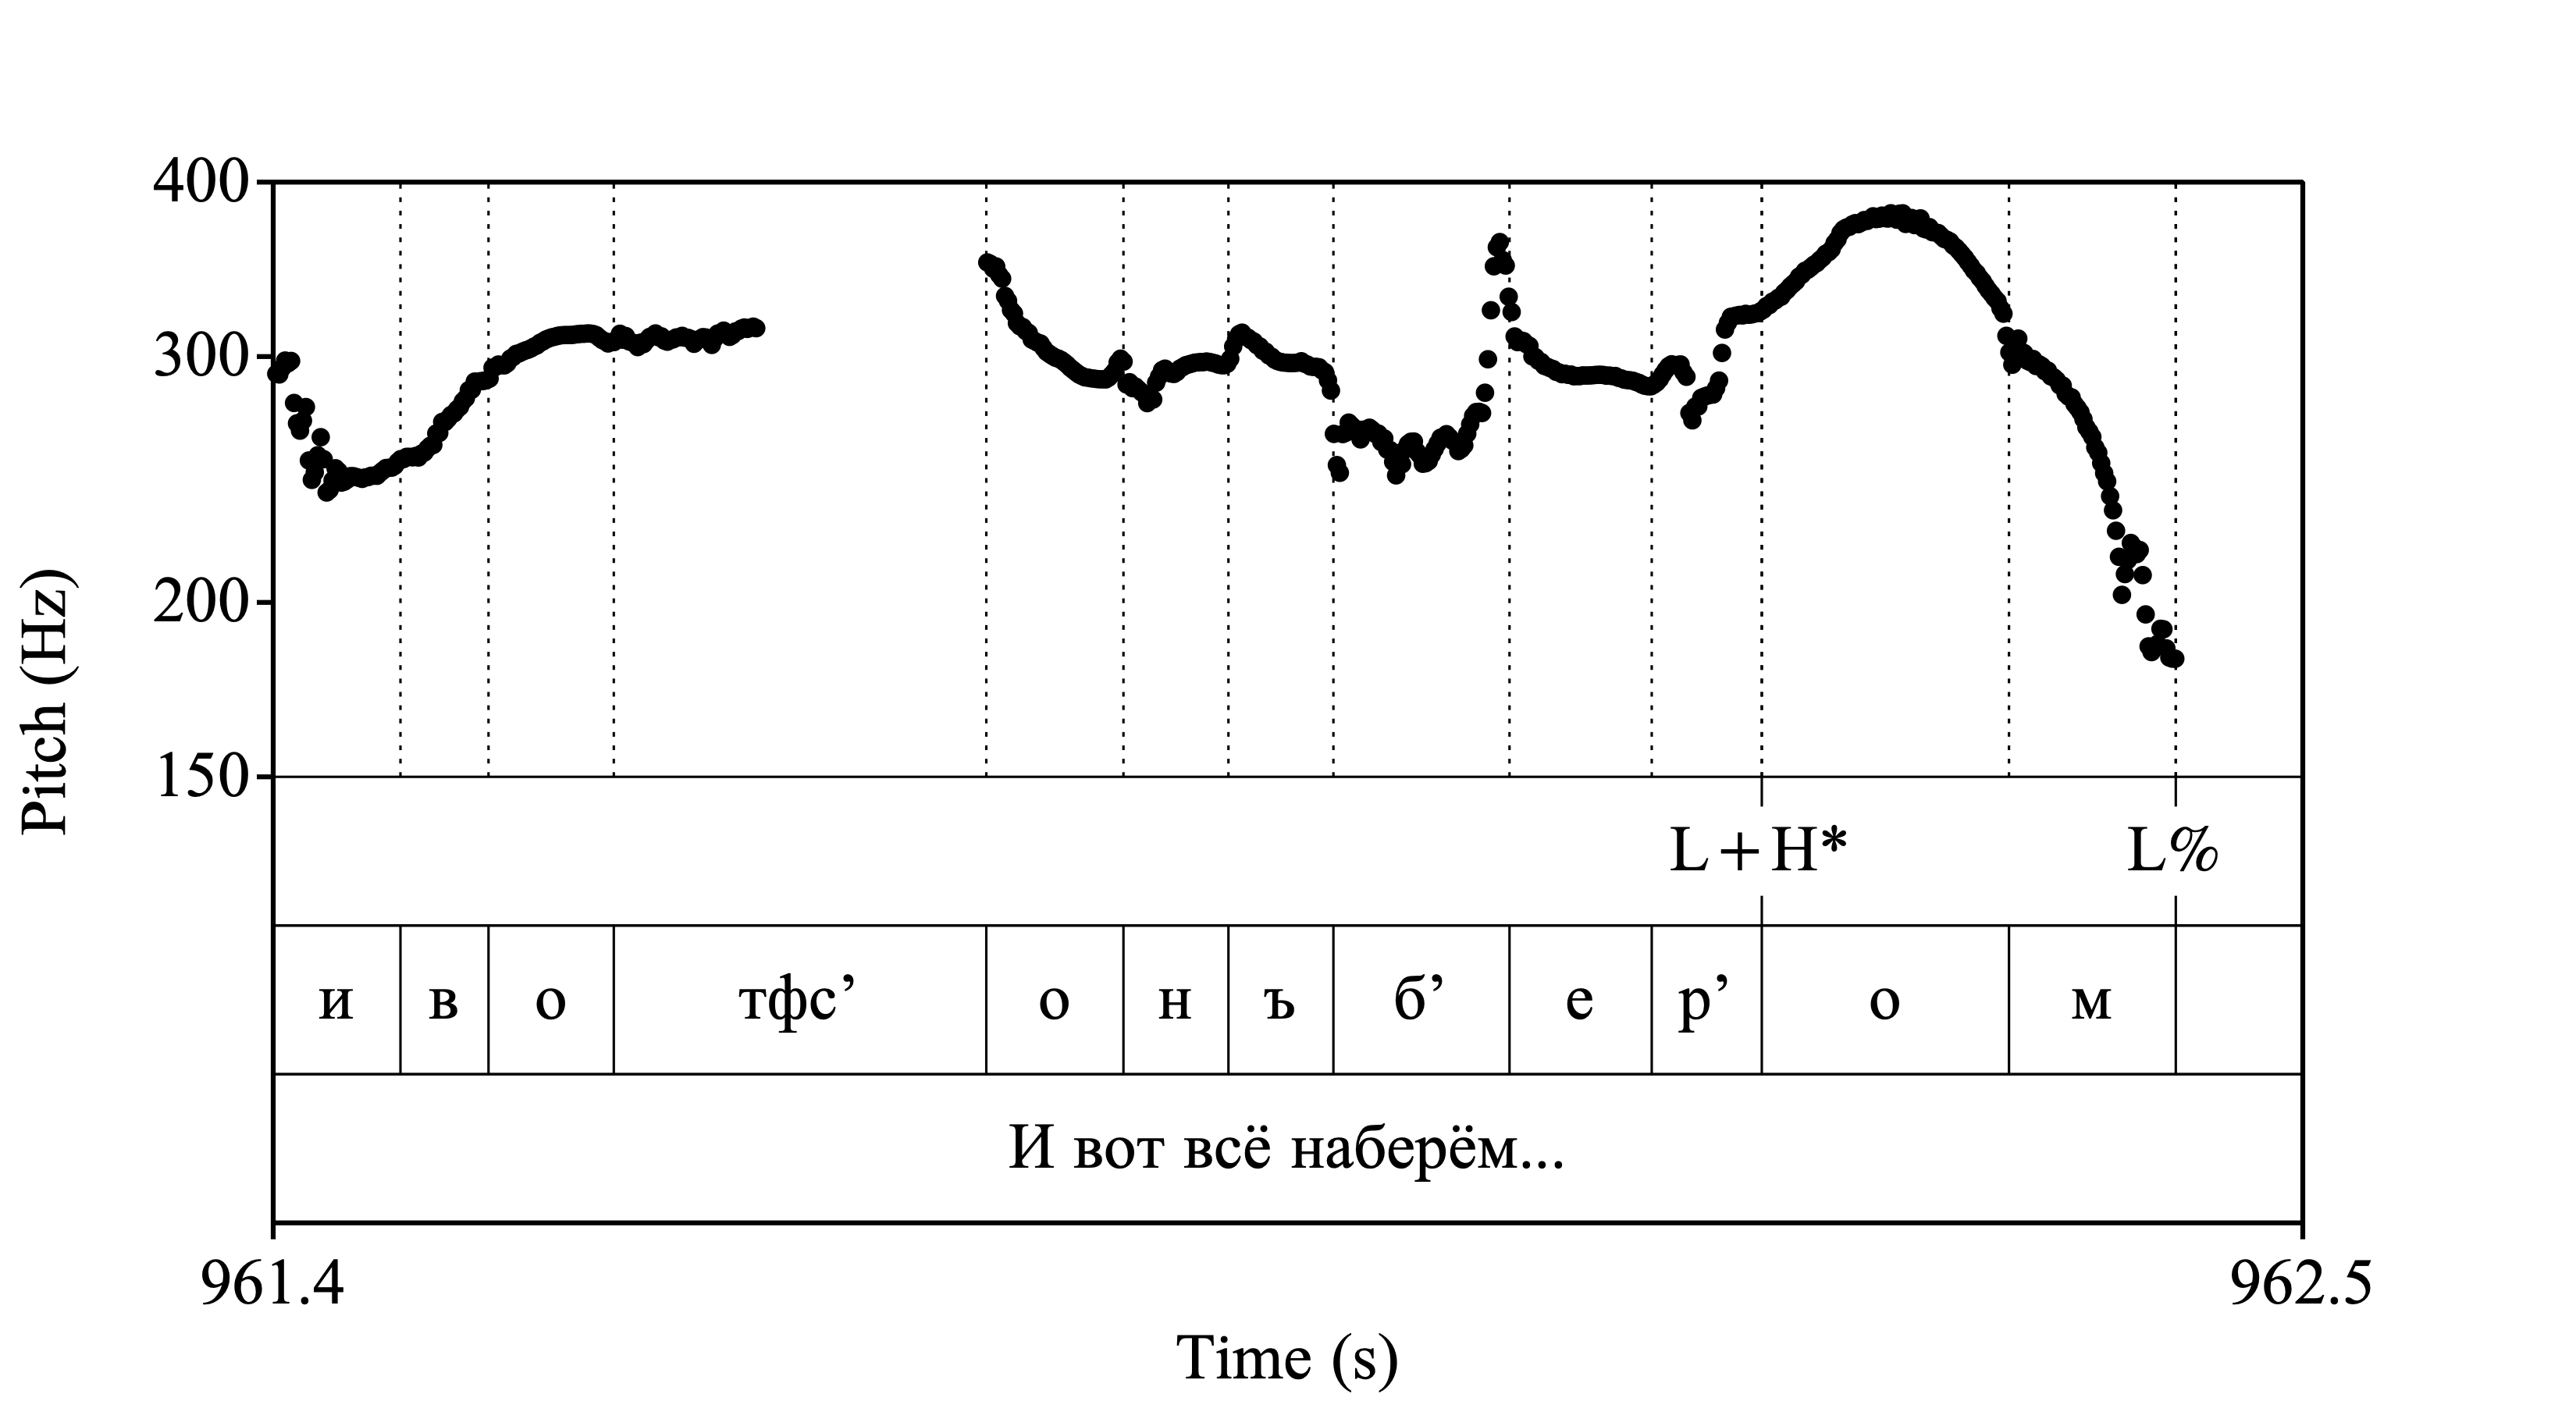 400
300
200
150
Pitch (Hz)
L+H* L%
и в о тфс’ о н ъ б’ е р’ о м
И вот всё наберём...
961.4 962.5
Time (s)